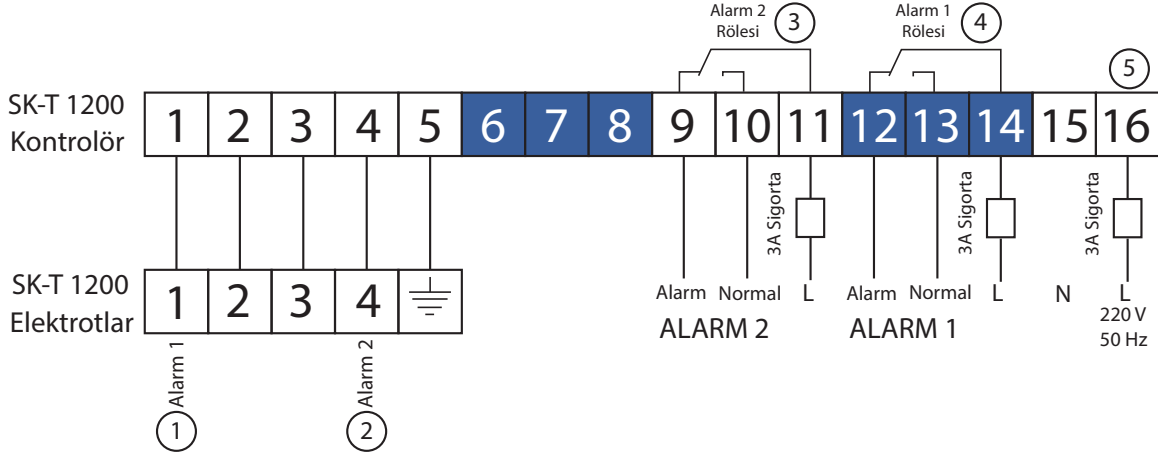 Alarm 2
Rölesi
3
Alarm 1
Rölesi
4
5
SK-T 1200
Kontrolör
1 2 3 4 5 6 7 8 9 10 11 12 13 14 15 16
3A Sigorta
3A Sigorta
3A Sigorta
SK-T 1200
Elektrotlar
1 2 3 4
Alarm Normal L Alarm Normal L N L
220 V
50 Hz
ALARM 2 ALARM 1
Alarm 1
Alarm 2
1 2